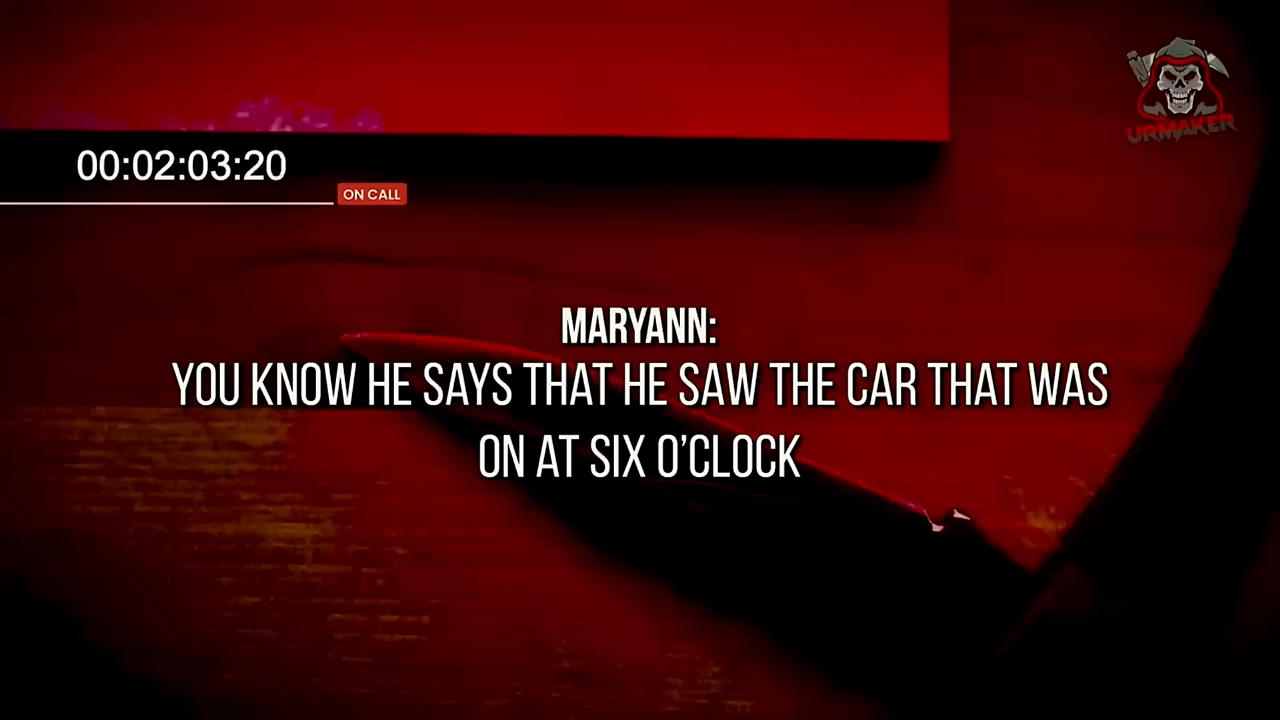 URMAKER
00:02:03:20
ON CALL
MARYANN:
YOU KNOW HE SAYS THAT HE SAW THE CAR THAT WAS
ON AT SIX O’CLOCK